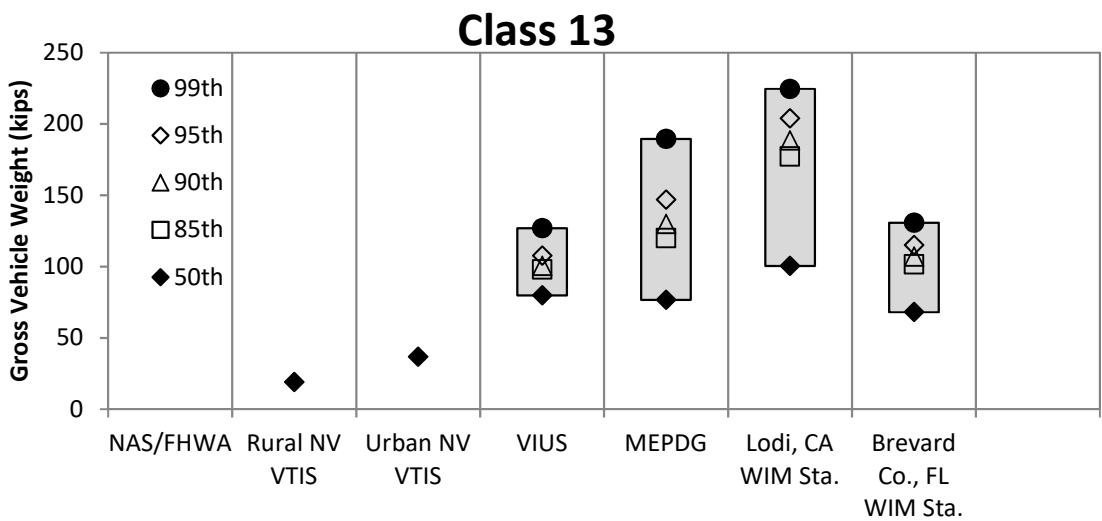 Class 13
Gross Vehicle Weight (kips)
250
200
150
100
50
0
99th
95th
90th
85th
50th
NAS/FHWA
Rural NV
VTIS
Urban NV
VTIS
VIUS
MEPDG
Lodi, CA
WIM Sta.
Brevard
Co., FL
WIM Sta.